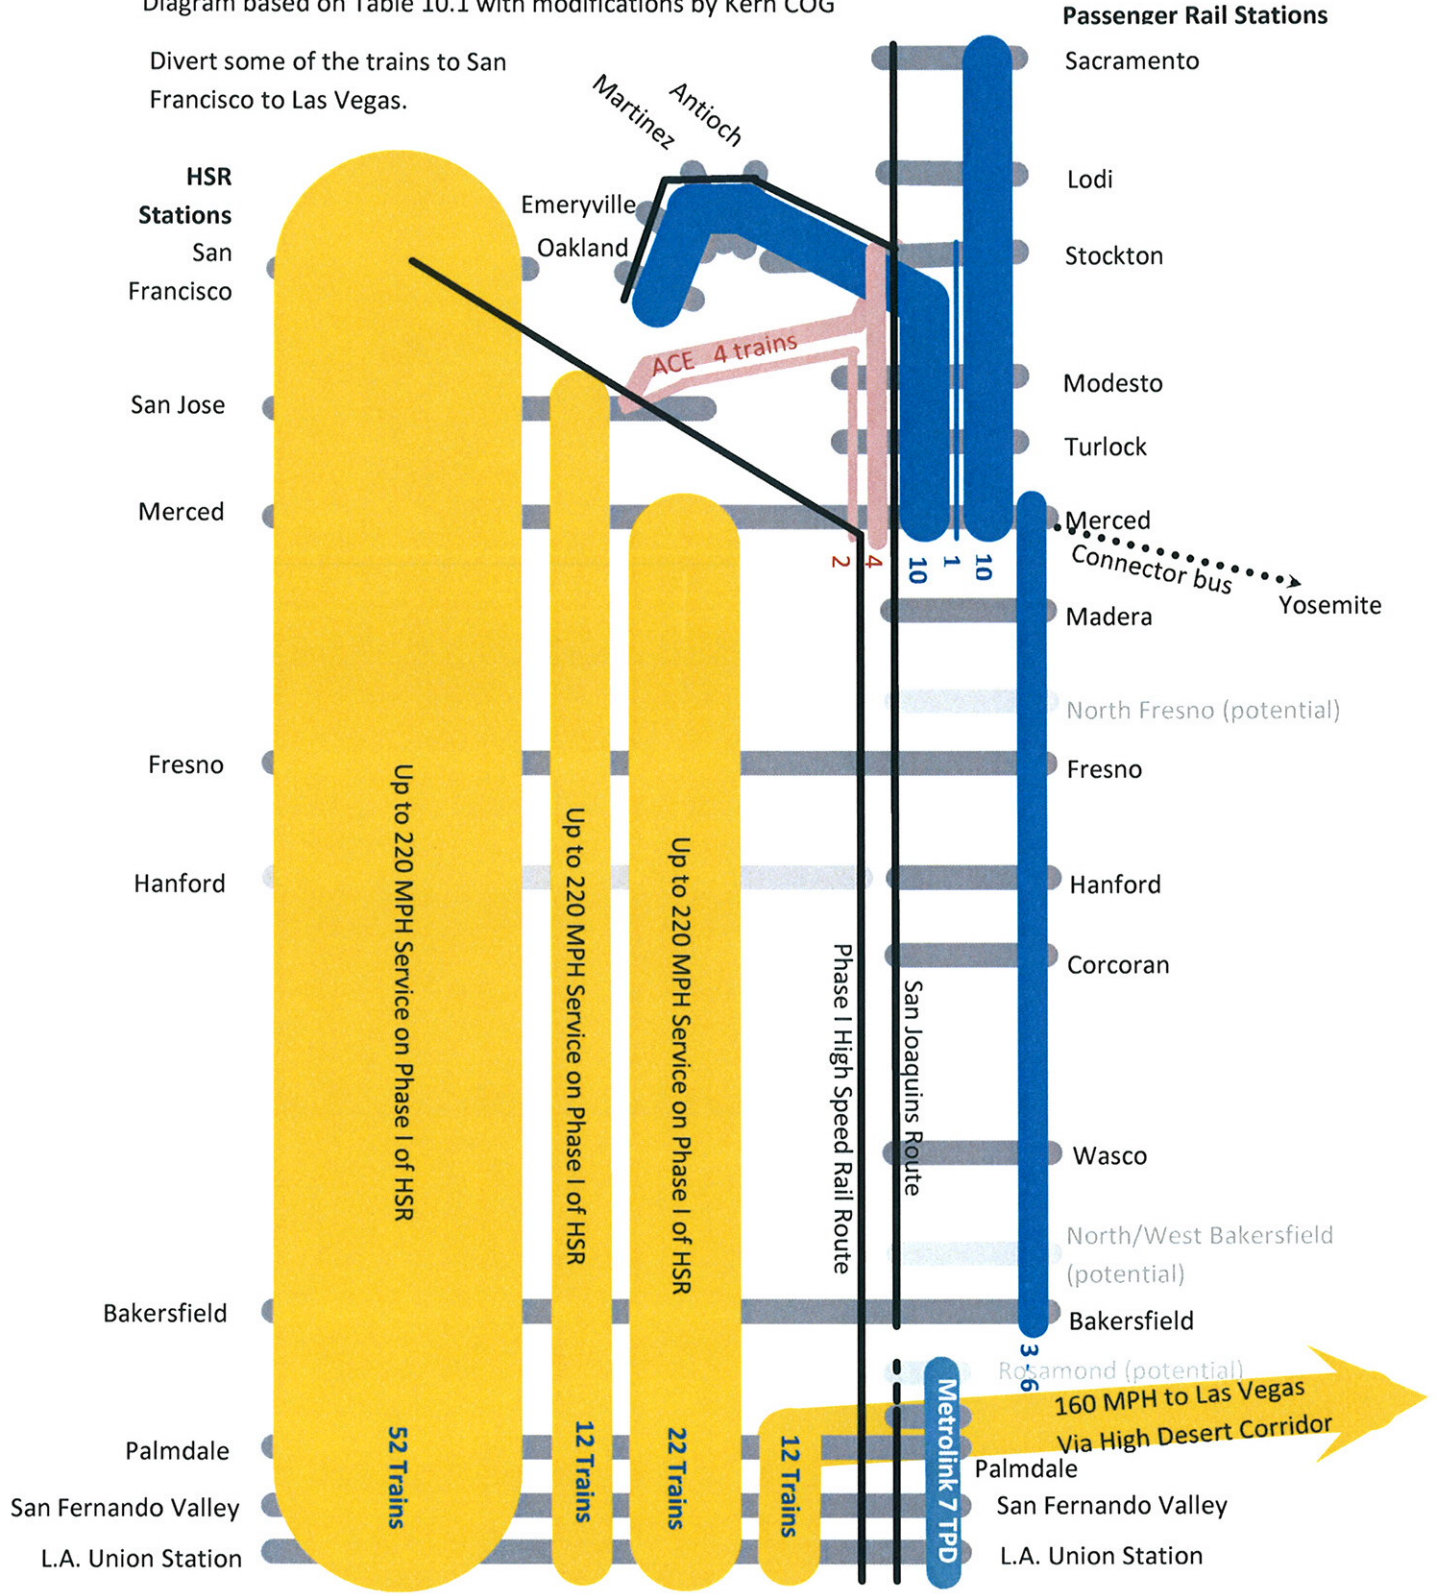 Diagram based on Table 10.1 with modifications by Kern COG
Passenger Rail Stations
Divert some of the trains to San
Francisco to Las Vegas.
HSR
Stations
San
Francisco
San Jose
Merced
Fresno
Hanford
Bakersfield
Palmdale
San Fernando Valley
L.A. Union Station
Martinez
Antioch
Emeryville
Oakland
ACE 4 trains
Sacramento
Lodi
Stockton
Modesto
Turlock
Merced
Connector bus
Yosemite
Madera
North Fresno (potential)
Fresno
Hanford
Corcoran
Wasco
North/West Bakersfield
(potential)
Bakersfield
Rosamond (potential)
160 MPH to Las Vegas
Via High Desert Corridor
Palmdale
San Fernando Valley
L.A. Union Station
2
4
10
1
10
3 - 6
Up to 220 MPH Service on Phase I of HSR
Up to 220 MPH Service on Phase I of HSR
Up to 220 MPH Service on Phase I of HSR
Phase I High Speed Rail Route
San Joaquins Route
52 Trains
12 Trains
22 Trains
12 Trains
Metrolink 7 TPD